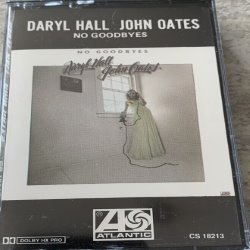 DARYL HALL JOHN OATES
NO GOODBYES
NO GOODBYES
Daryl Hall
John Oates
ATLANTIC
DOLBY HX PRO
CS 18213